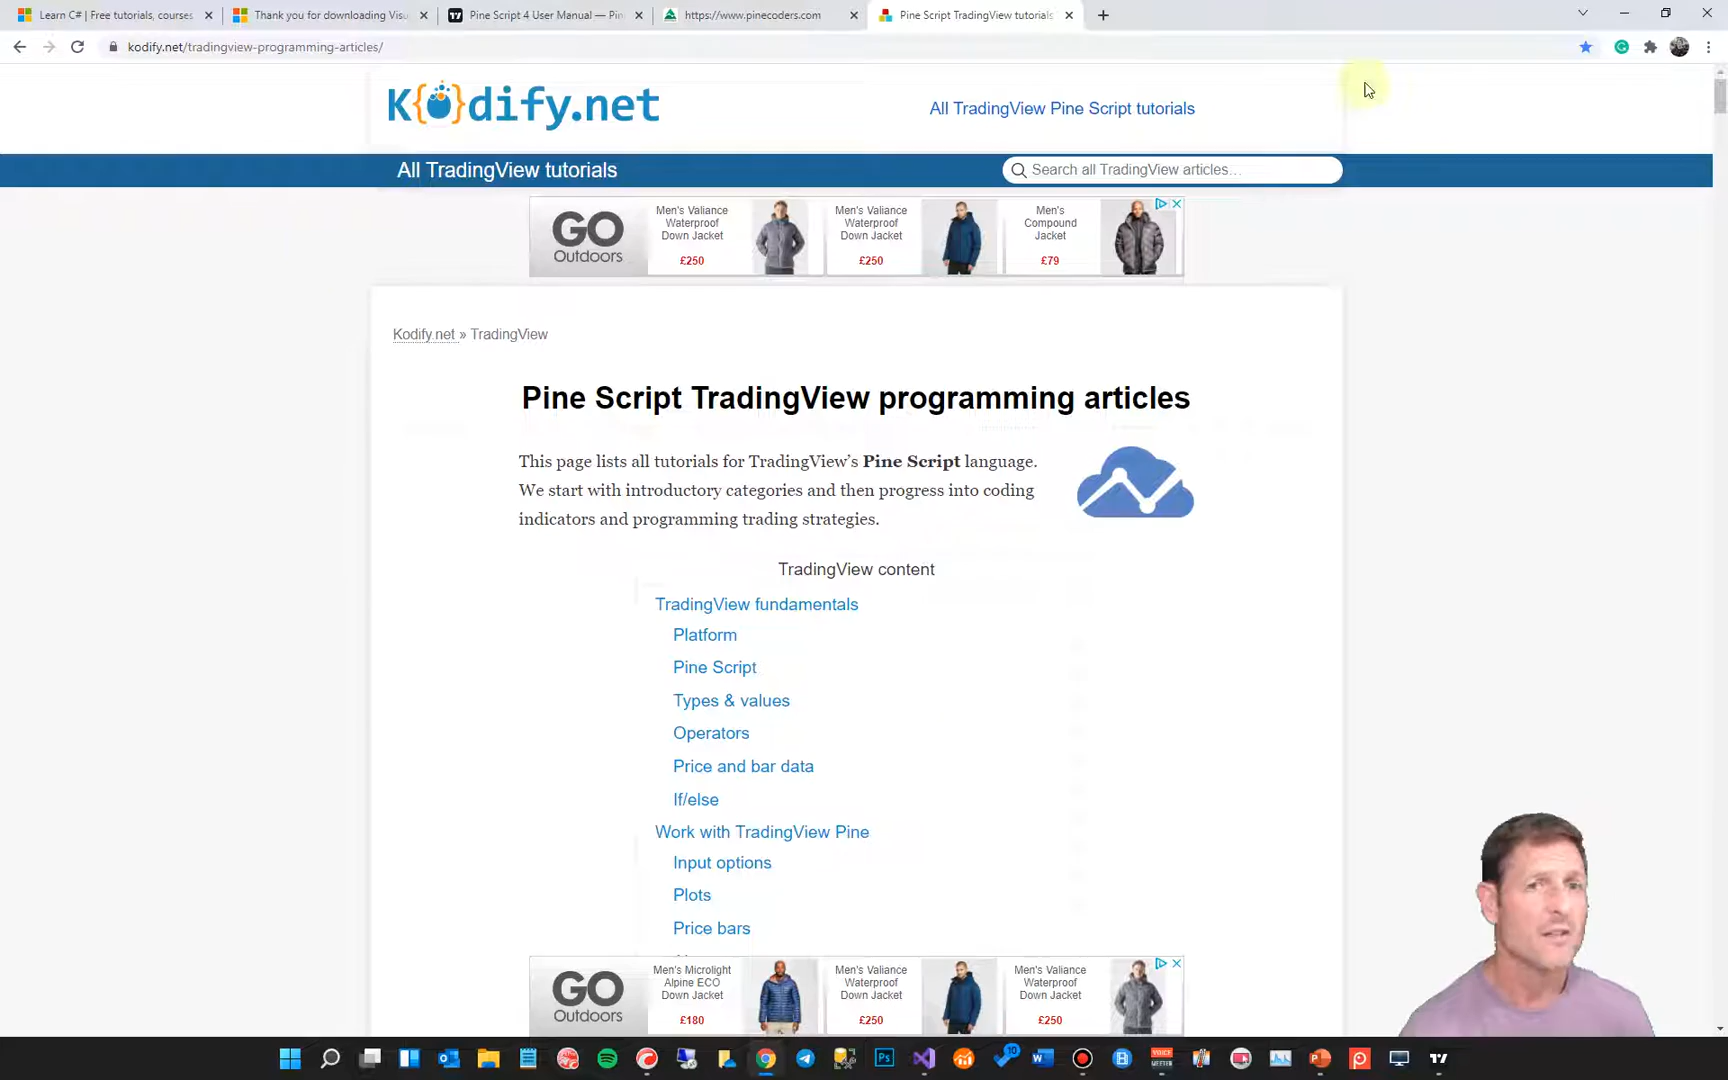 Learn C# | Free tutorials, courses
Thank you for downloading Visu
Pine Script 4 User Manual — Pin
https://www.pinecoders.com
Pine Script TradingView tutorials
kodify.net/tradingview-programming-articles/
K{o}dify.net
All TradingView Pine Script tutorials
All TradingView tutorials
Search all TradingView articles...
GO
Outdoors
Men's Valiance
Waterproof
Down Jacket
£250
Men's Valiance
Waterproof
Down Jacket
£250
Men's
Compound
Jacket
£79
Kodify.net » TradingView
Pine Script TradingView programming articles
This page lists all tutorials for TradingView's Pine Script language.
We start with introductory categories and then progress into coding
indicators and programming trading strategies.
TradingView content
TradingView fundamentals
Platform
Pine Script
Types & values
Operators
Price and bar data
If/else
Work with TradingView Pine
Input options
Plots
Price bars
GO
Outdoors
Men's Microlight
Alpine ECO
Down Jacket
£180
Men's Valiance
Waterproof
Down Jacket
£250
Men's Valiance
Waterproof
Down Jacket
£250